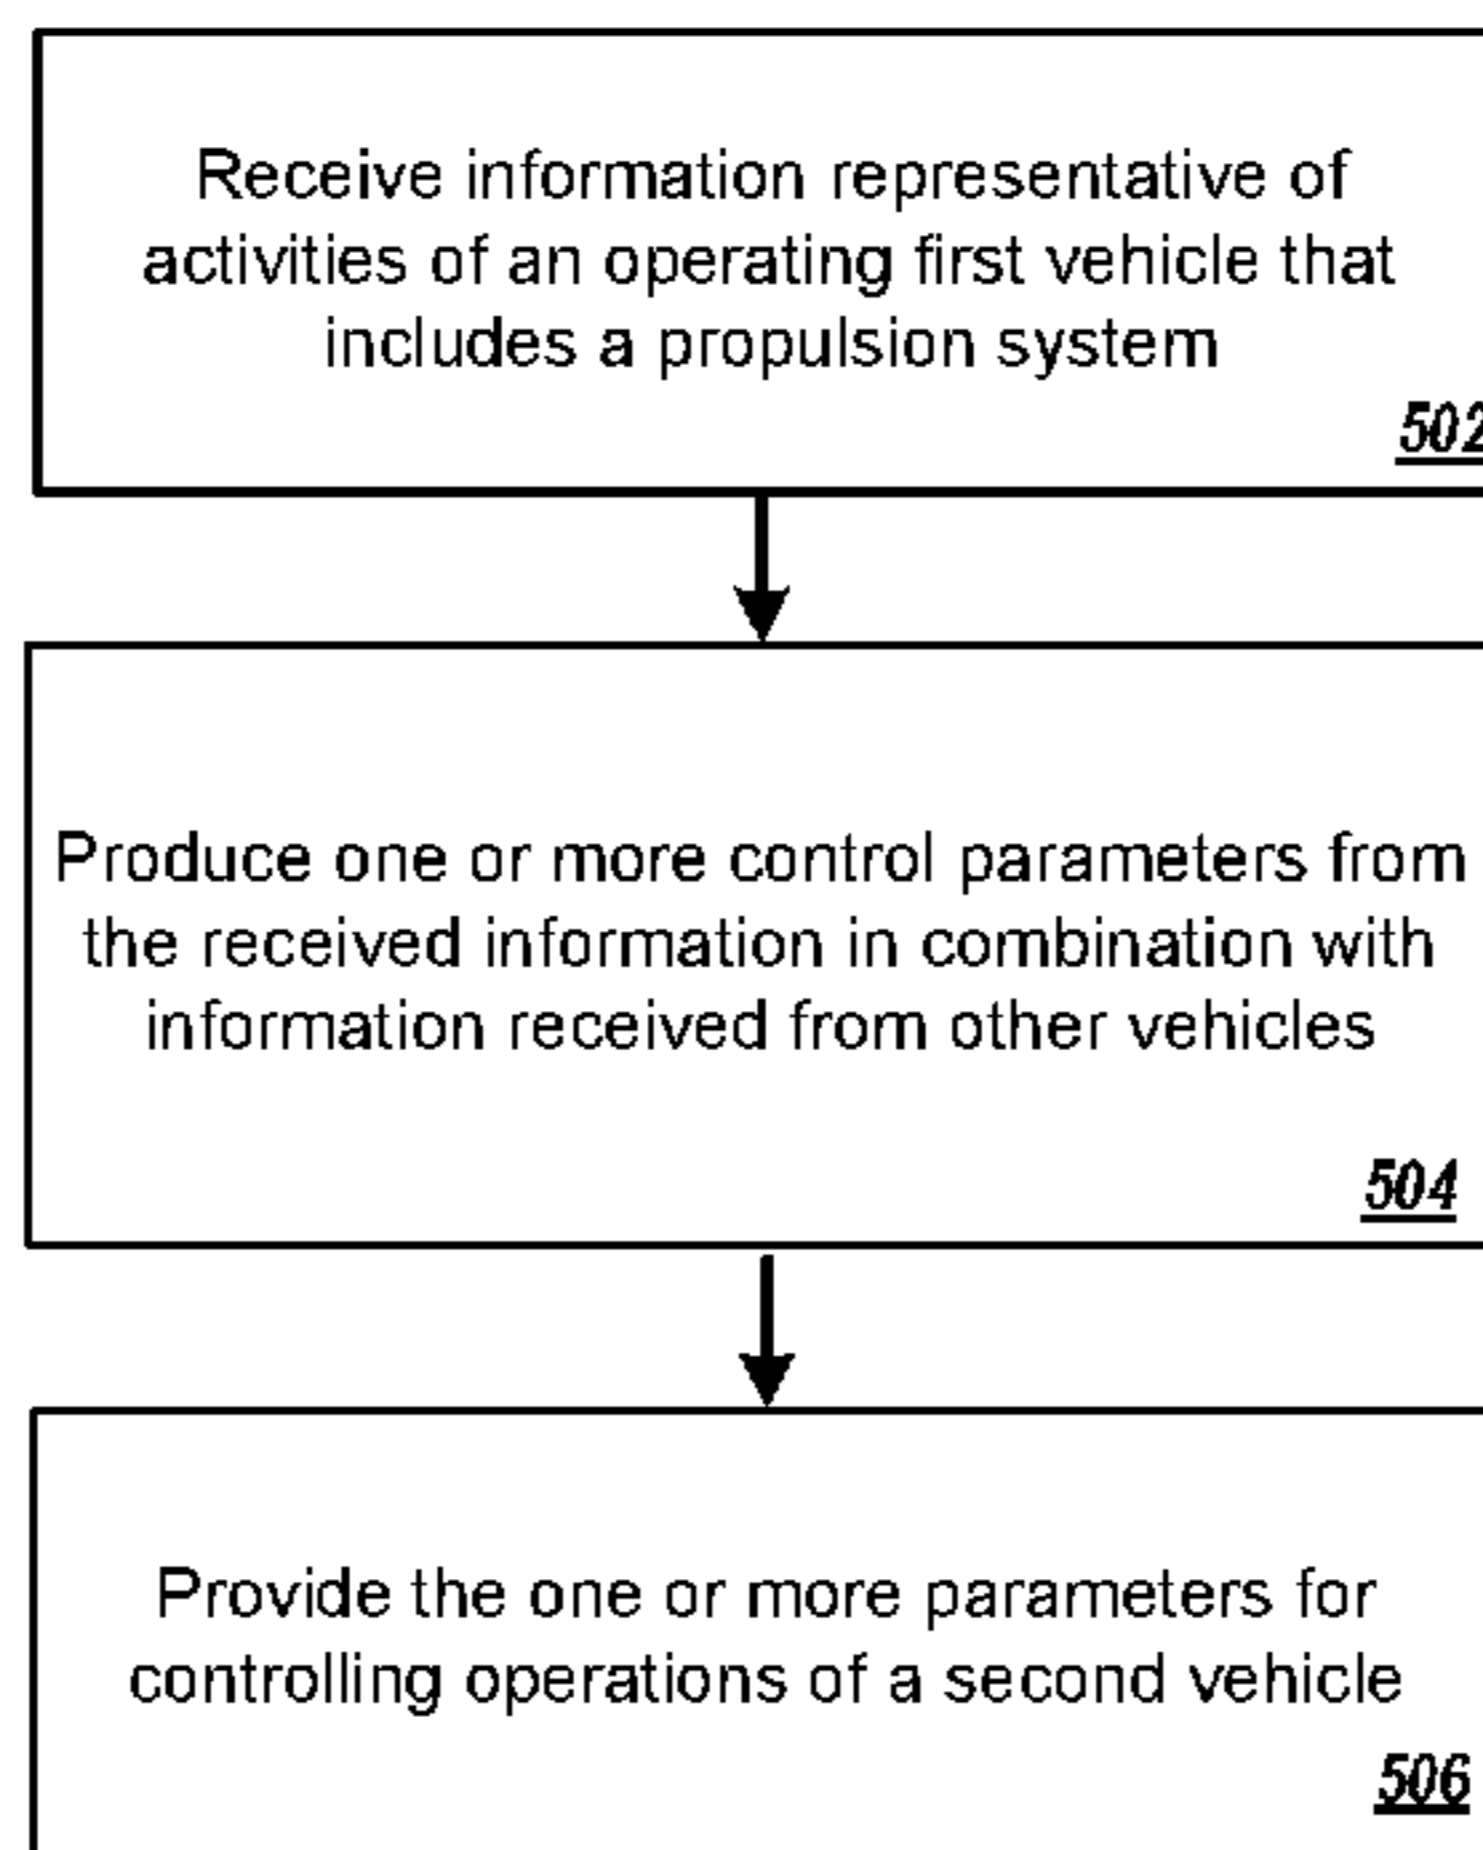 Receive information representative of
activities of an operating first vehicle that
includes a propulsion system
502
Produce one or more control parameters from
the received information in combination with
information received from other vehicles
504
Provide the one or more parameters for
controlling operations of a second vehicle
506